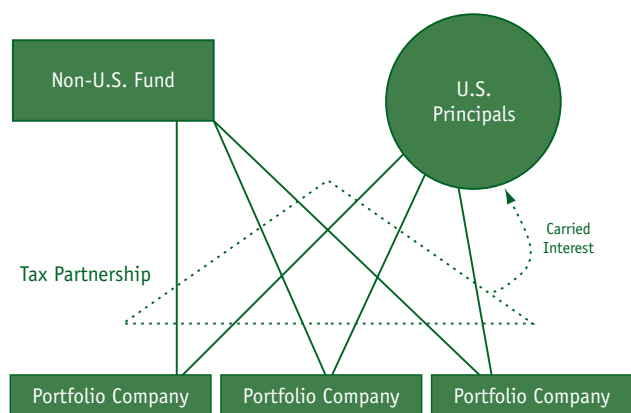 Non-U.S. Fund
U.S.
Principals
Carried
Interest
Tax Partnership
Portfolio Company
Portfolio Company
Portfolio Company